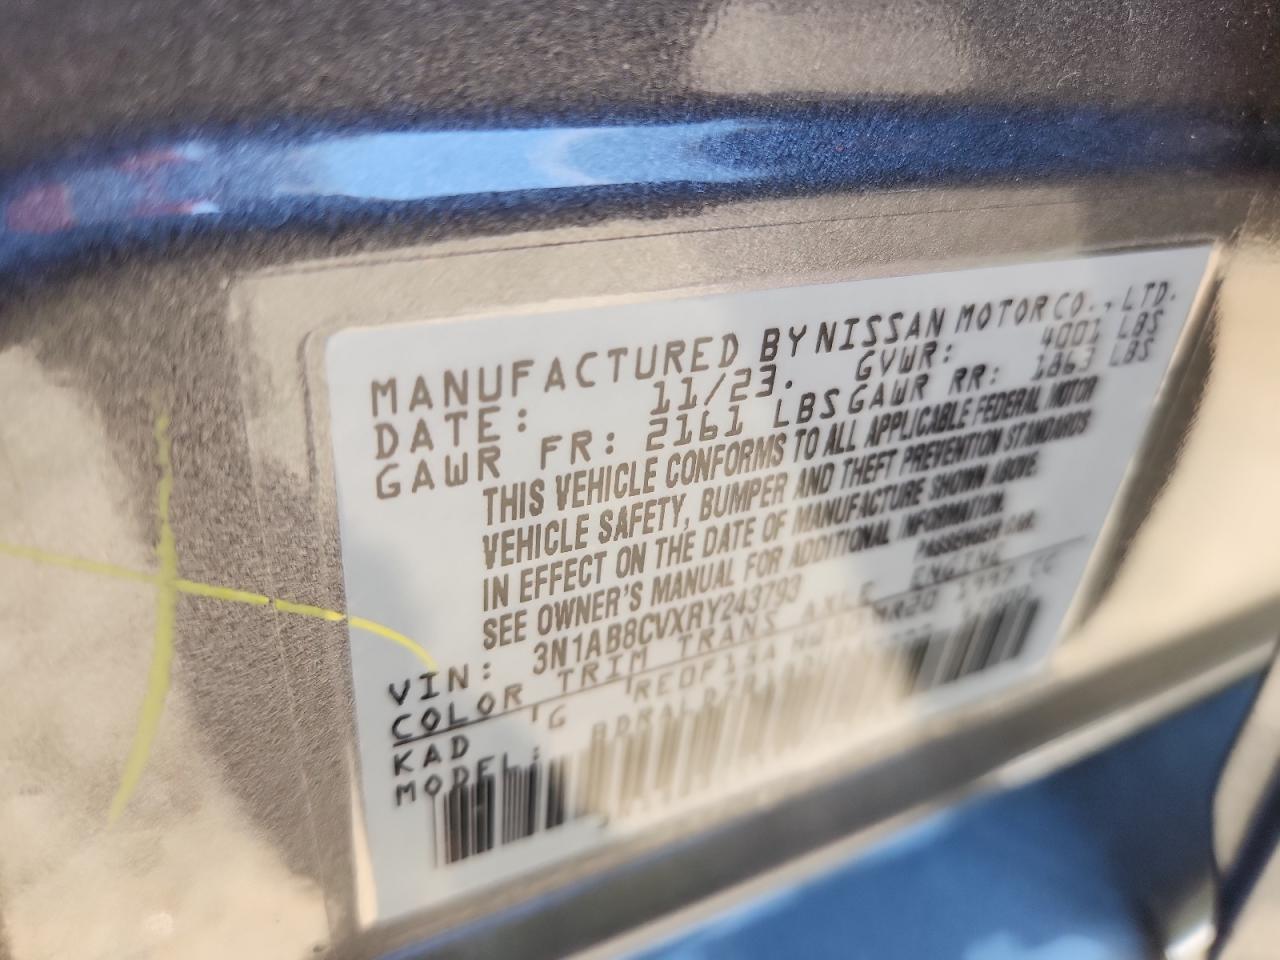 MANUFACTURED BY NISSAN MOTOR CO., LTD.
DATE: 11/23. GVWR: 4001 LBS
GAWR FR: 2161 LBS GAWR RR: 1863 LBS
THIS VEHICLE CONFORMS TO ALL APPLICABLE FEDERAL MOTOR
VEHICLE SAFETY, BUMPER AND THEFT PREVENTION STANDARDS
IN EFFECT ON THE DATE OF MANUFACTURE SHOWN ABOVE.
SEE OWNER'S MANUAL FOR ADDITIONAL INFORMATION.
VIN: 3N1AB8CVXRY243793 PASSENGER CAR
COLOR TRIM TRANS AXLE ENGINE
KAD G MR20 1997 CC
MODEL: